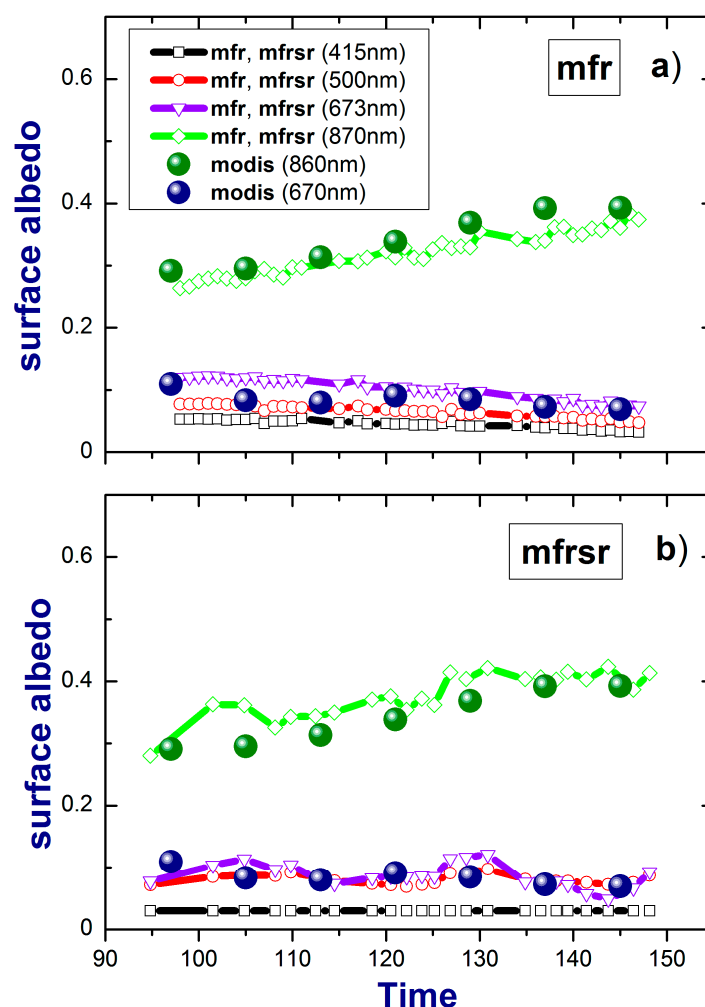 mfr, mfrsr (415nm)
mfr, mfrsr (500nm)
mfr, mfrsr (673nm)
mfr, mfrsr (870nm)
modis (860nm)
modis (670nm)
mfr
a)
0.6
0.4
0.2
0
surface albedo
mfrsr
b)
0.6
0.4
0.2
0
surface albedo
90 100 110 120 130 140 150
Time